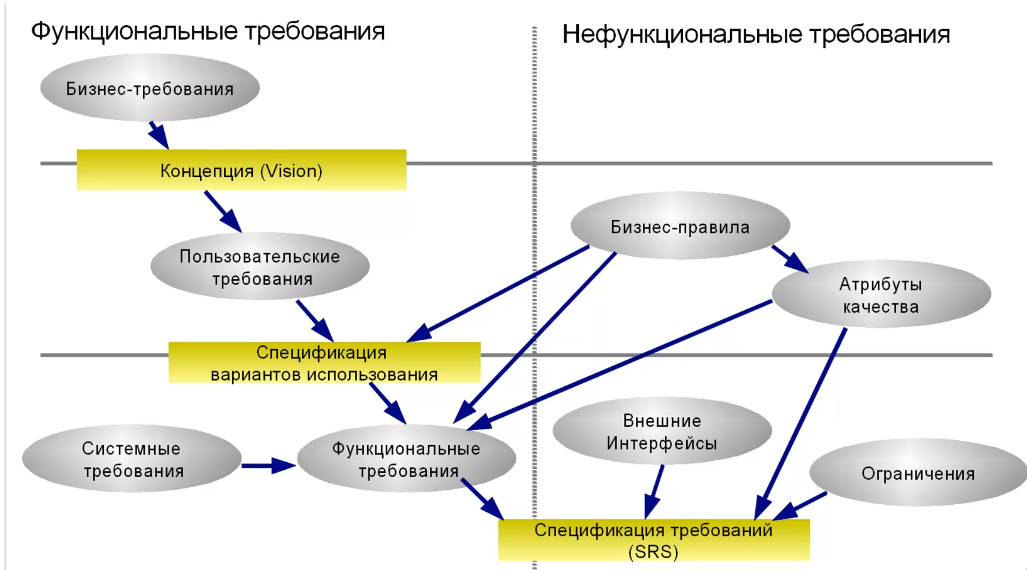 Функциональные требования
Нефункциональные требования
Бизнес-требования
Концепция (Vision)
Бизнес-правила
Пользовательские
требования
Атрибуты
качества
Спецификация
вариантов использования
Внешние
Интерфейсы
Системные
требования
Функциональные
требования
Ограничения
Спецификация требований
(SRS)